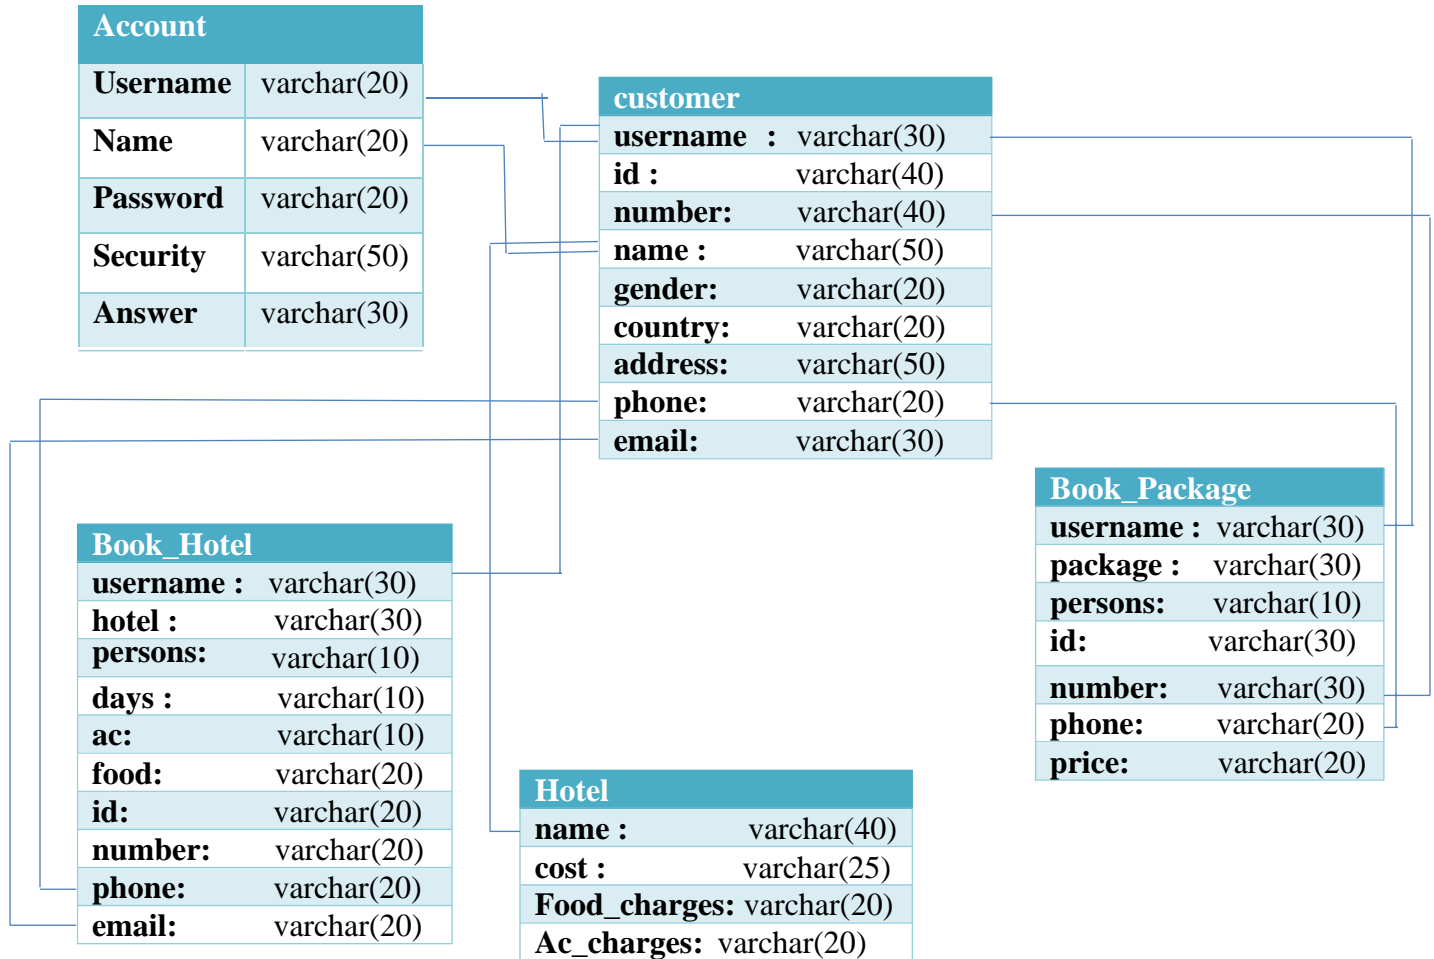 Account
Username varchar(20)
Name varchar(20)
Password varchar(20)
Security varchar(50)
Answer varchar(30)
customer
username : varchar(30)
id : varchar(40)
number: varchar(40)
name : varchar(50)
gender: varchar(20)
country: varchar(20)
address: varchar(50)
phone: varchar(20)
email: varchar(30)
Book_Package
username : varchar(30)
package : varchar(30)
persons: varchar(10)
id: varchar(30)
number: varchar(30)
phone: varchar(20)
price: varchar(20)
Book_Hotel
username : varchar(30)
hotel : varchar(30)
persons: varchar(10)
days : varchar(10)
ac: varchar(10)
food: varchar(20)
id: varchar(20)
number: varchar(20)
phone: varchar(20)
email: varchar(20)
Hotel
name : varchar(40)
cost : varchar(25)
Food_charges: varchar(20)
Ac_charges: varchar(20)